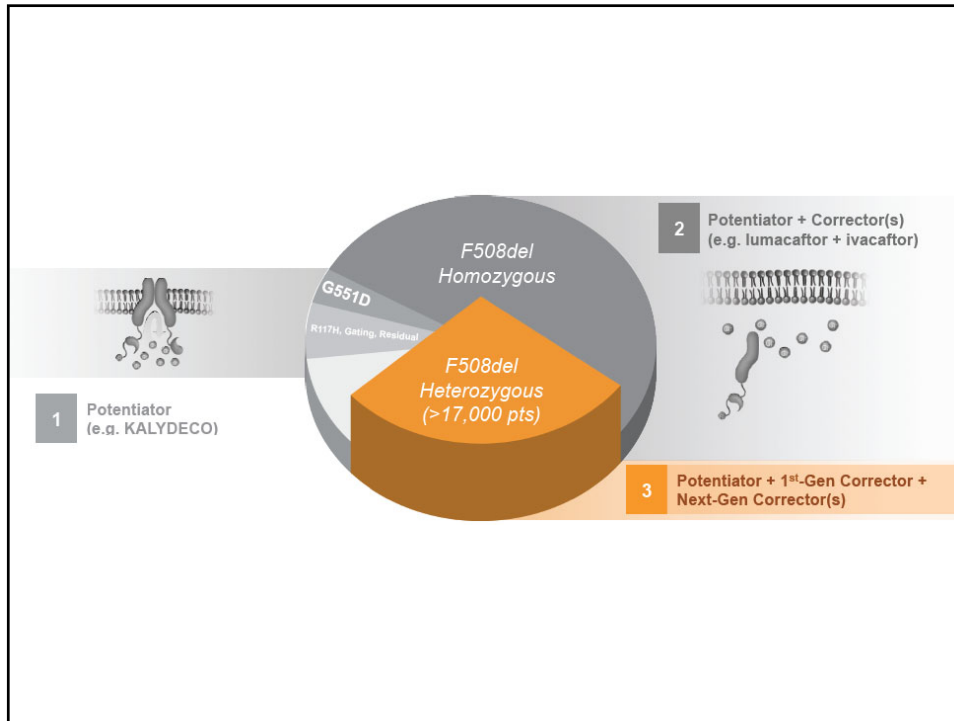 F508del
Homozygous
G551D
R117H, Gating, Residual
F508del
Heterozygous
(>17,000 pts)
1
Potentiator
(e.g. KALYDECO)
2
Potentiator + Corrector(s)
(e.g. lumacaftor + ivacaftor)
3
Potentiator + 1st-Gen Corrector +
Next-Gen Corrector(s)